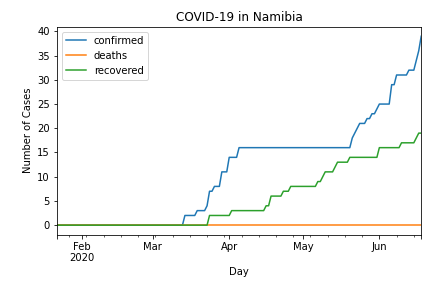 COVID-19 in Namibia
confirmed
deaths
recovered
Number of Cases
40
35
30
25
20
15
10
5
0
Feb Mar Apr May Jun
2020
Day